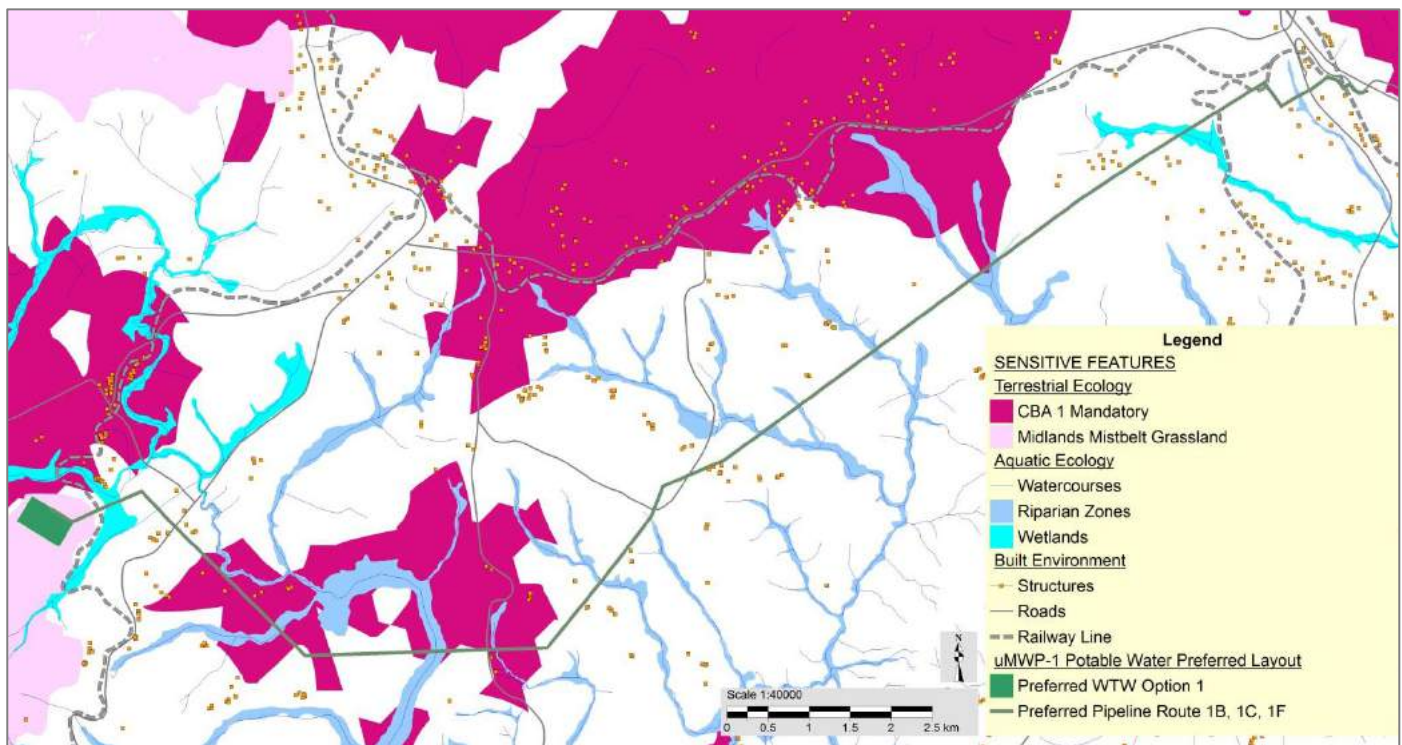 Legend
SENSITIVE FEATURES
Terrestrial Ecology
CBA 1 Mandatory
Midlands Mistbelt Grassland
Aquatic Ecology
Watercourses
Riparian Zones
Wetlands
Built Environment
Structures
Roads
Railway Line
uMWP-1 Potable Water Preferred Layout
Preferred WTW Option 1
Preferred Pipeline Route 1B, 1C, 1F
N
Scale 1:40000
0 0.5 1 1.5 2 2.5 km